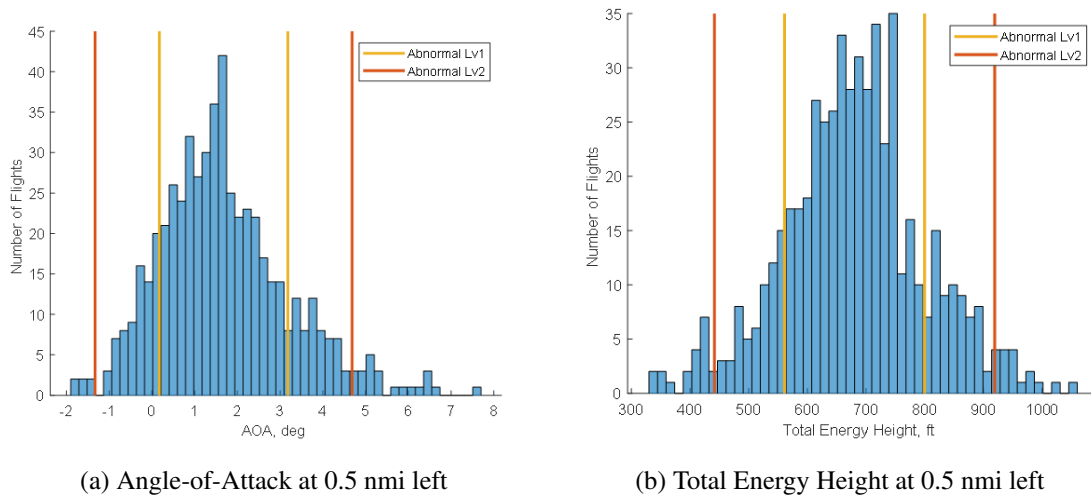 45
40
35
30
25
20
15
10
5
0
-2 -1 0 1 2 3 4 5 6 7 8
AOA, deg
Number of Flights
Abnormal Lv1
Abnormal Lv2
(a) Angle-of-Attack at 0.5 nmi left
35
30
25
20
15
10
5
0
300 400 500 600 700 800 900 1000
Total Energy Height, ft
Number of Flights
Abnormal Lv1
Abnormal Lv2
(b) Total Energy Height at 0.5 nmi left